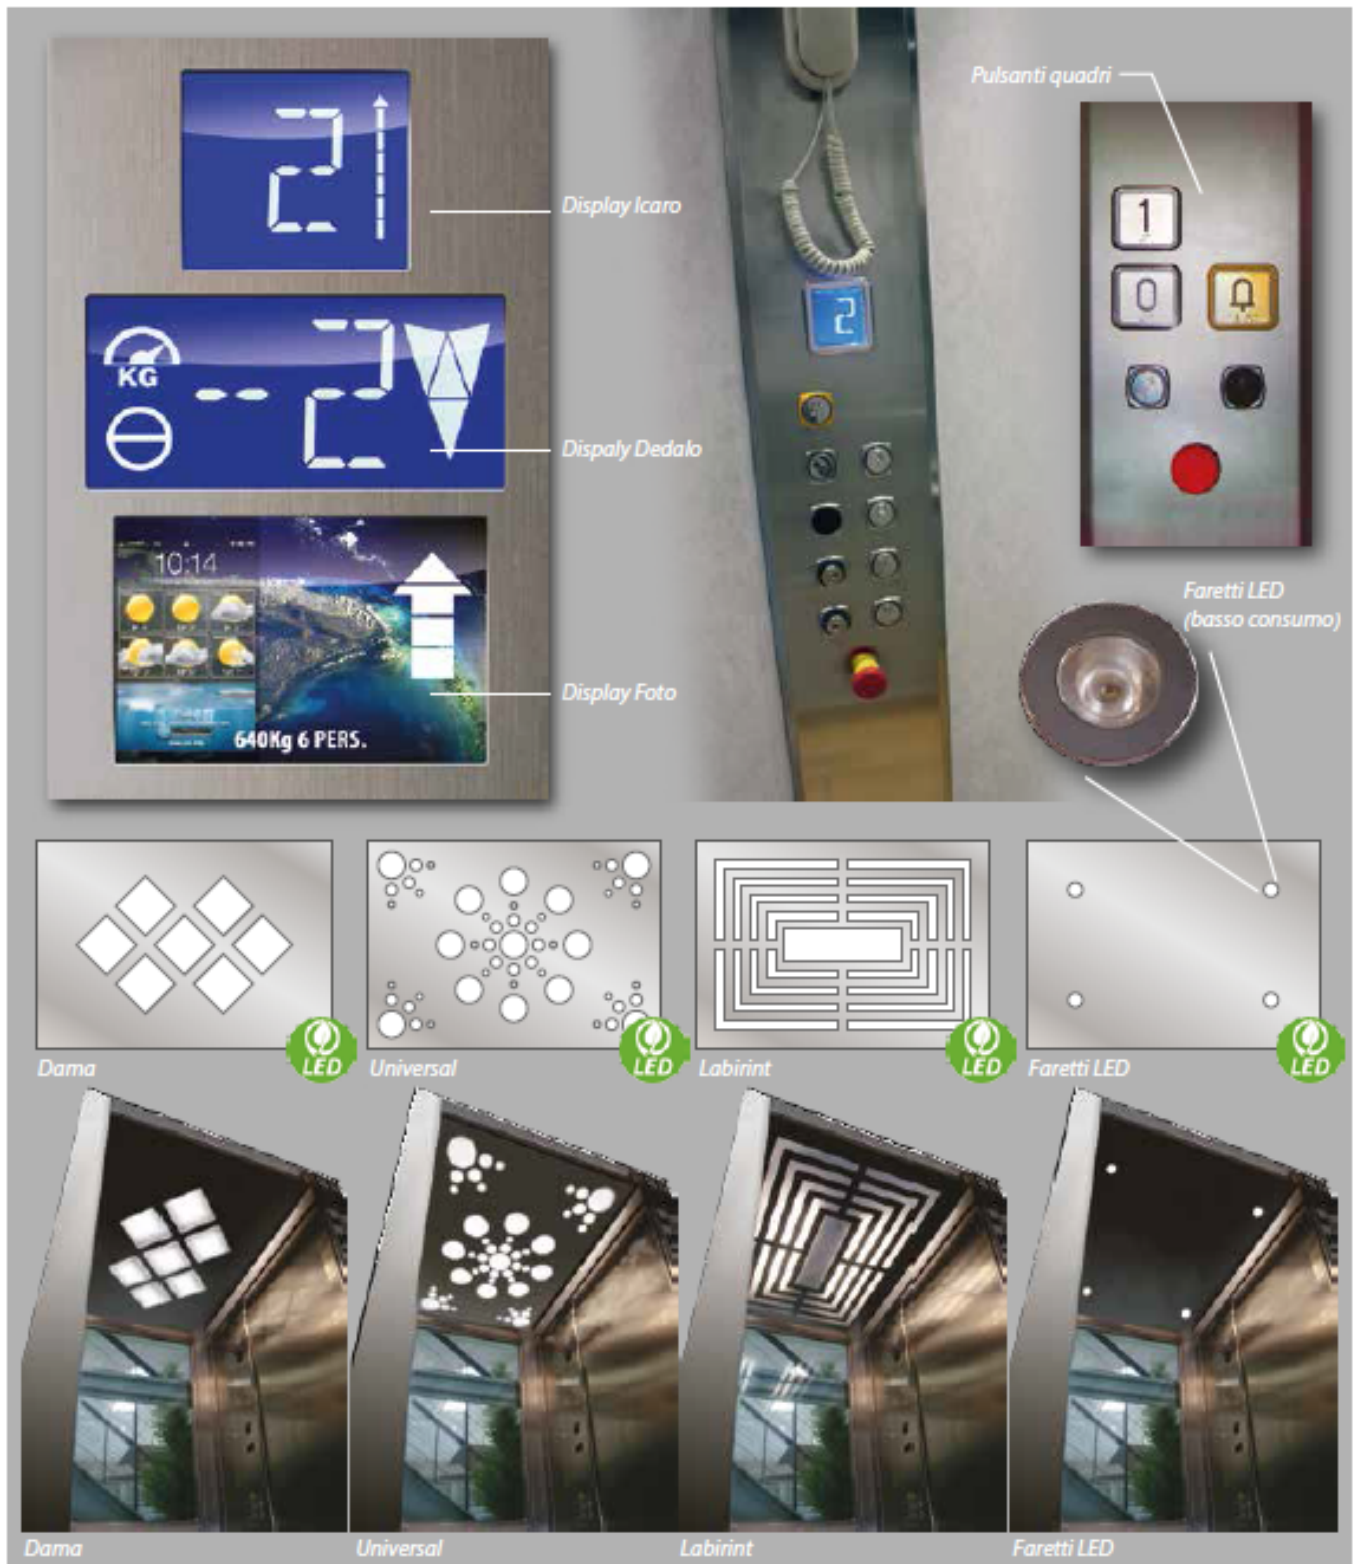 21
Display Icaro
KG
--2
Dispaly Dedalo
10:14
640Kg 6 PERS.
Display Foto
2
Pulsanti quadri
1
0
Faretti LED
(basso consumo)
LED
LED
LED
LED
Dama
Universal
Labirint
Faretti LED
Dama
Universal
Labirint
Faretti LED